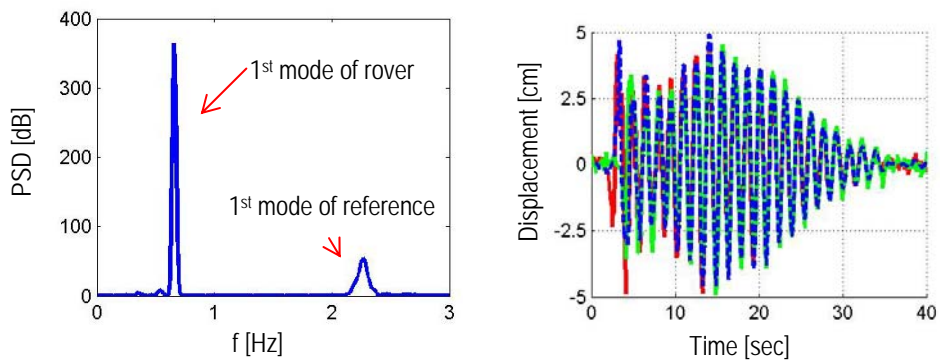 400
300
200
100
0
PSD [dB]
1st mode of rover
1st mode of reference
0 1 2 3
f [Hz]
5
2.5
0
-2.5
-5
Displacement [cm]
0 10 20 30 40
Time [sec]